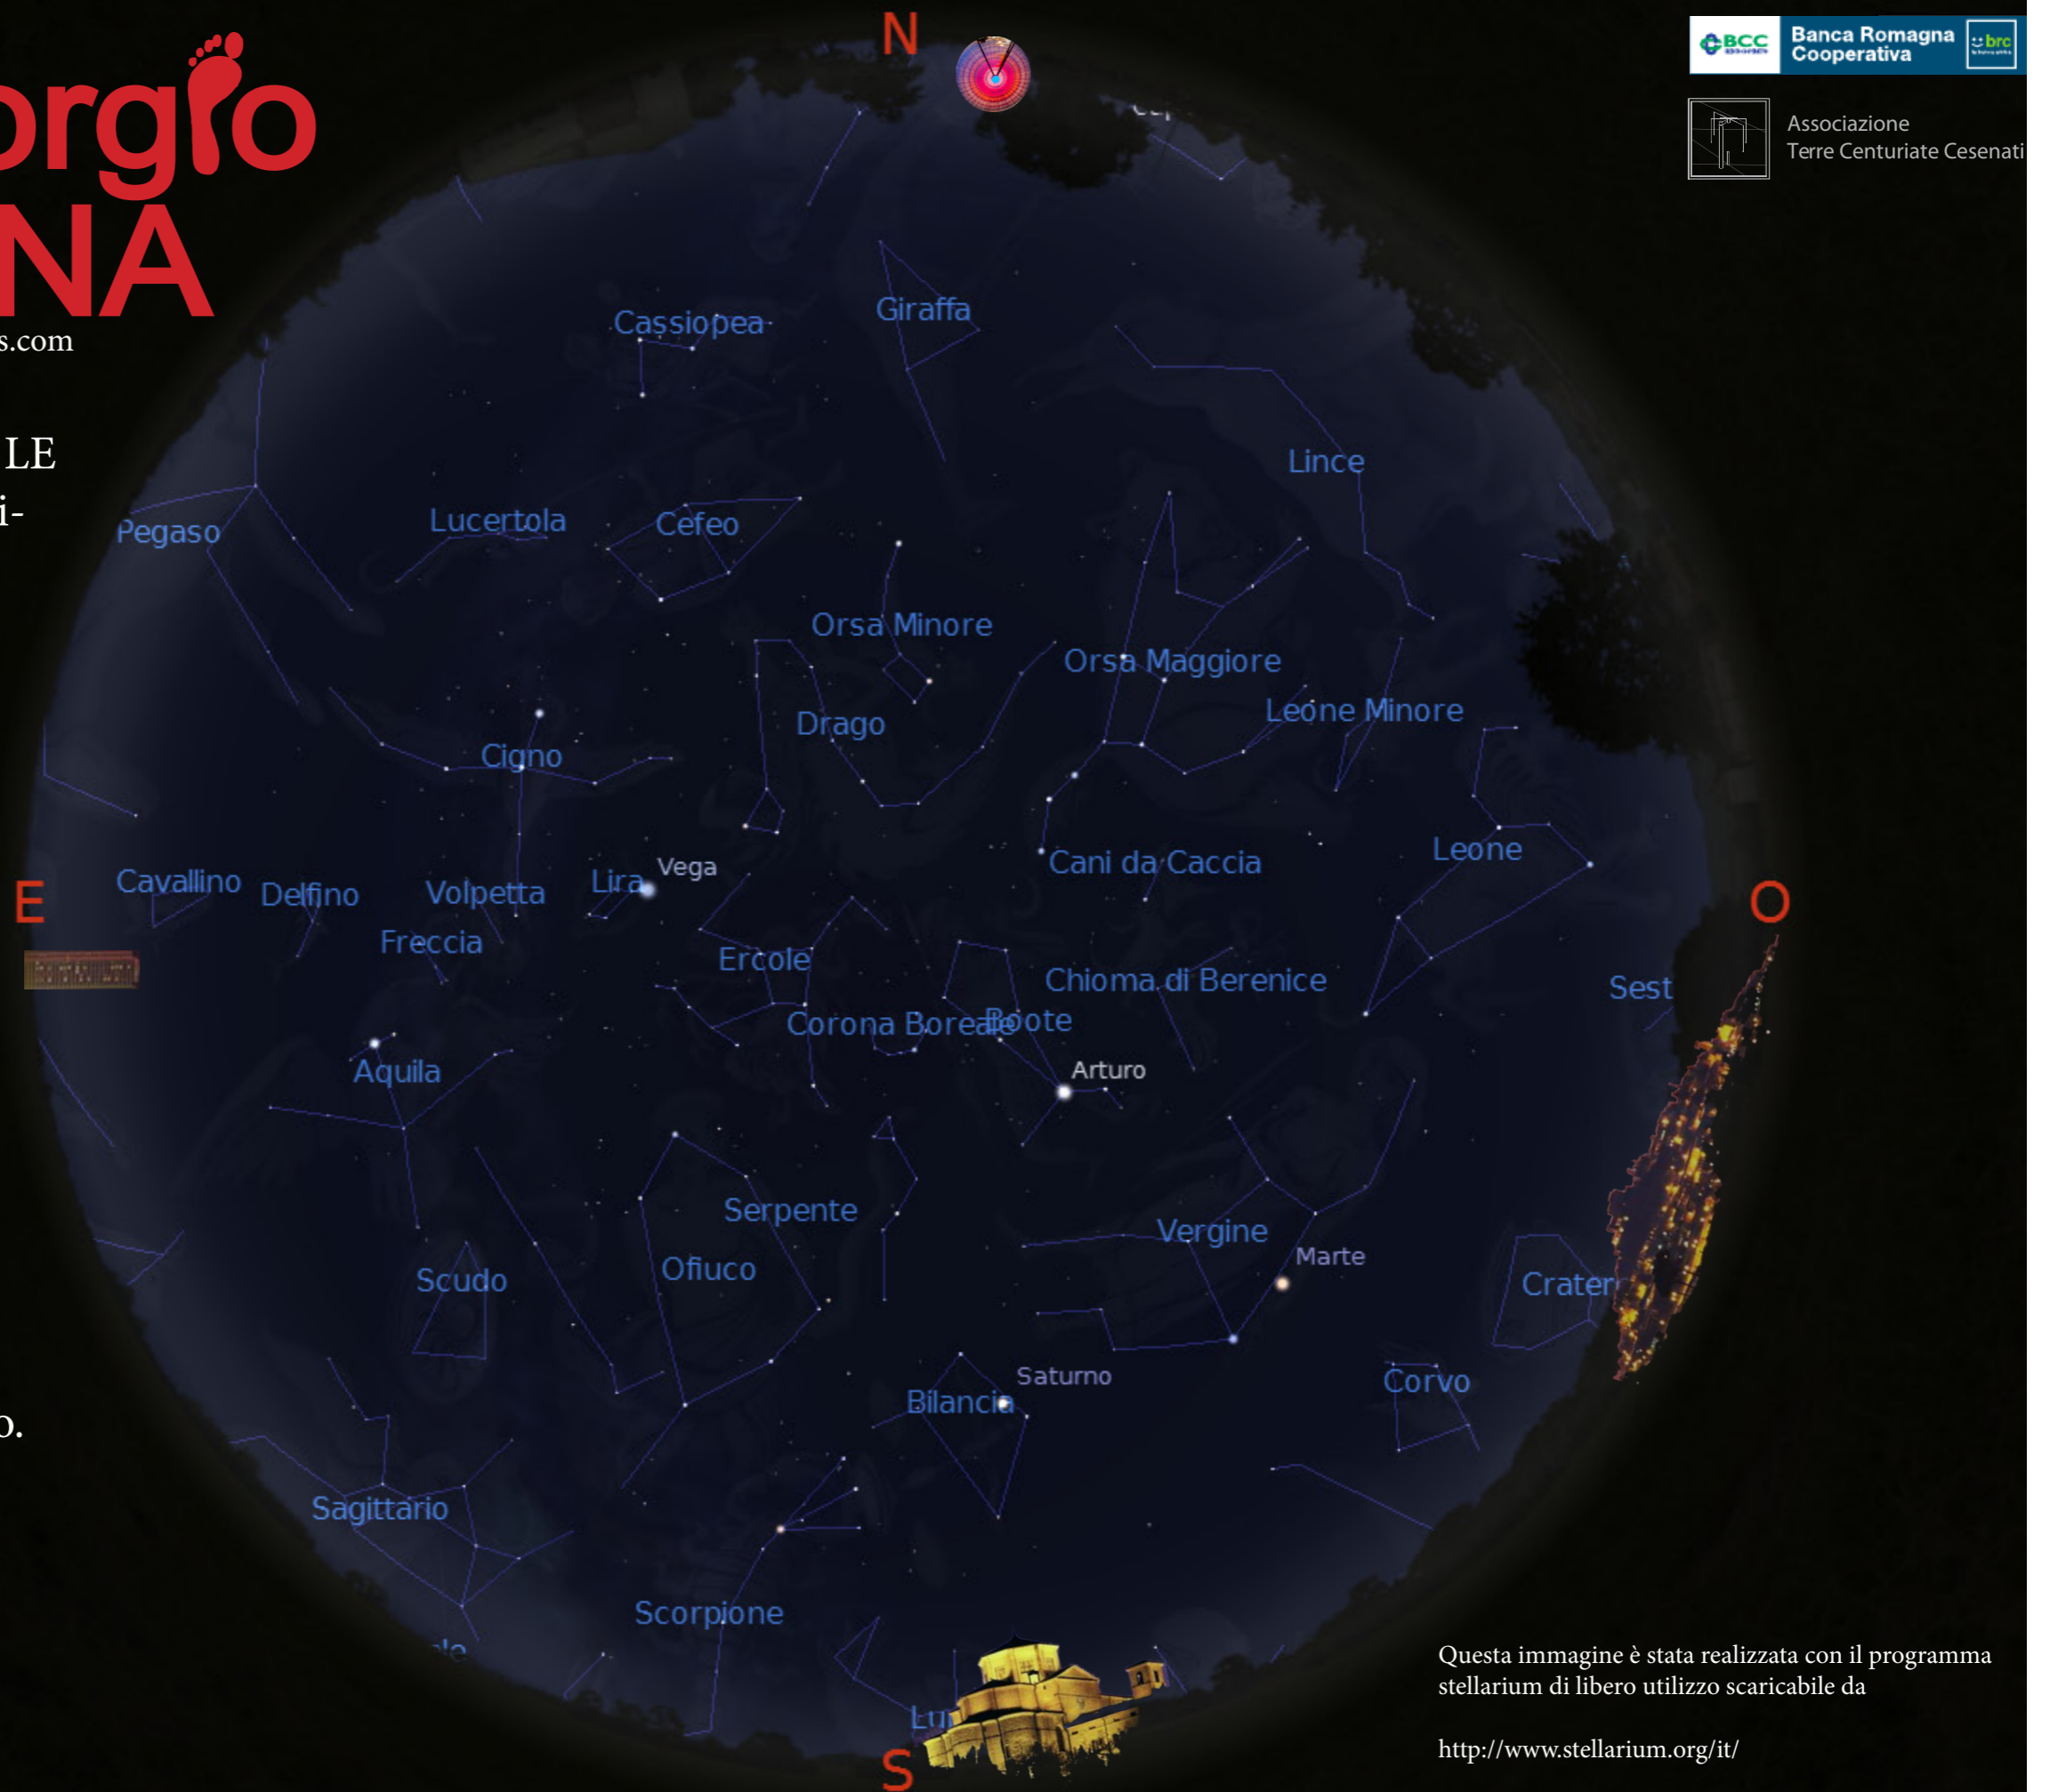 N
BCC
Banca Romagna
Cooperativa
brc
orgio
NA
Associazione
Terre Centuriate Cesenati
s.com
LE
i-
Cassiopea
Giraffa
Lince
Pegaso
Lucertola
Cefeo
Orsa Minore
Orsa Maggiore
Leone Minore
Drago
Cigno
Leone
Cani da Caccia
Vega
Lira
Cavallino
Delfino
Volpetta
E
O
Freccia
Ercole
Chioma di Berenice
Sest
Corona Boreale
Boote
Arturo
Aquila
Serpente
Vergine
Marte
Ofiuco
Scudo
Crater
Saturno
Corvo
Bilancia
o.
Sagittario
Scorpione
Lu
S
Questa immagine è stata realizzata con il programma
stellarium di libero utilizzo scaricabile da
http://www.stellarium.org/it/